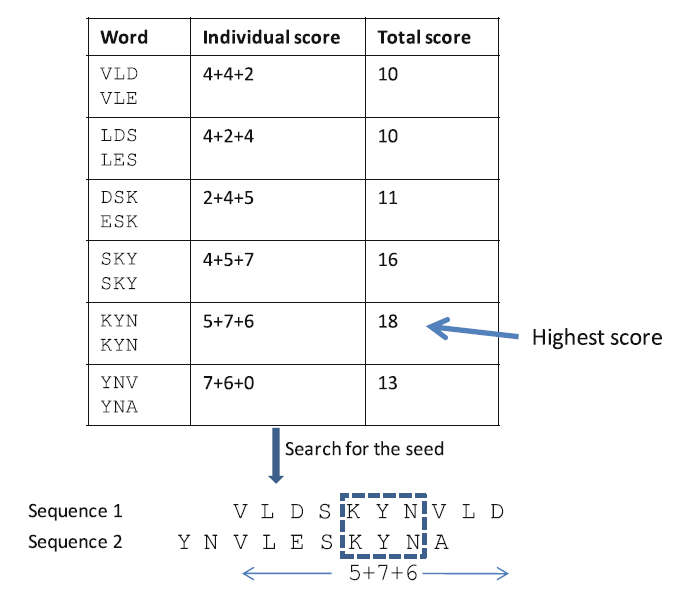 Word Individual score Total score
VLD 4+4+2 10
VLE
LDS 4+2+4 10
LES
DSK 2+4+5 11
ESK
SKY 4+5+7 16
SKY
KYN 5+7+6 18
KYN
Highest score
YNV 7+6+0 13
YNA
Search for the seed
Sequence 1 V L D S K Y N V L D
Sequence 2 Y N V L E S K Y N A
5+7+6